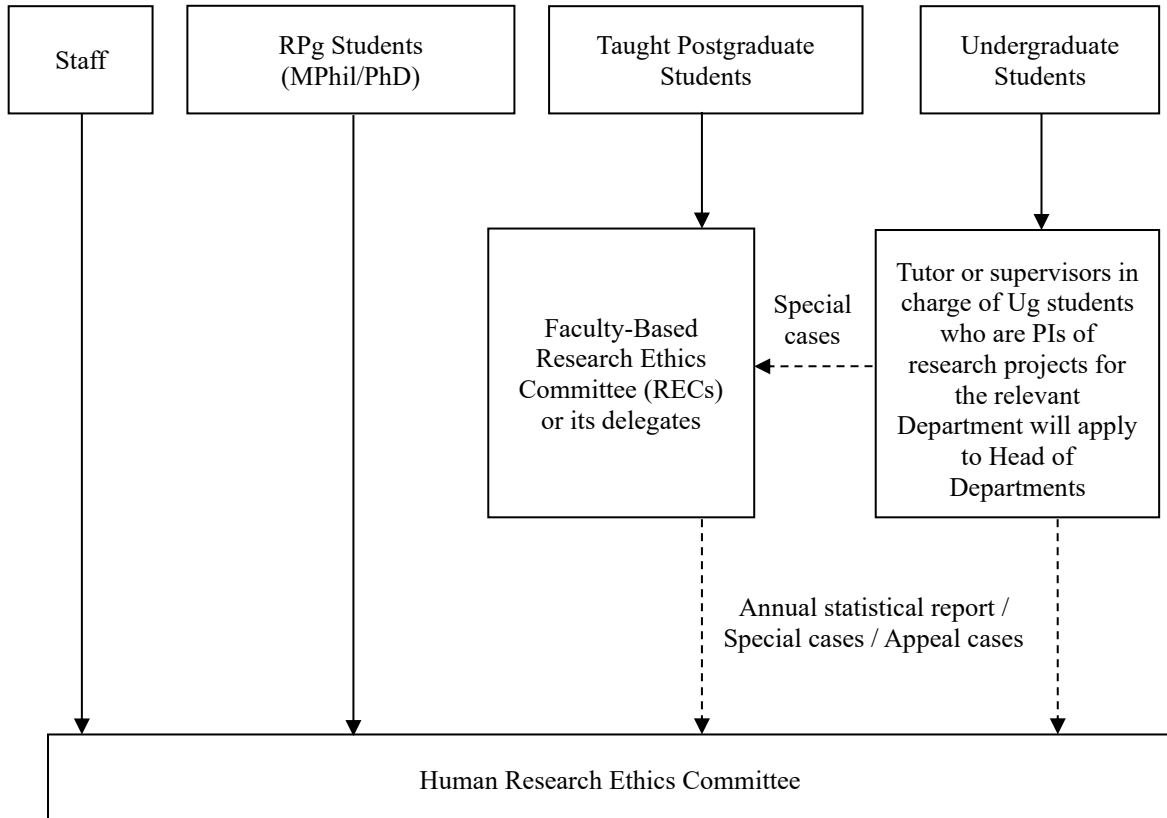 Staff
RPg Students
(MPhil/PhD)
Taught Postgraduate
Students
Undergraduate
Students
Faculty-Based
Research Ethics
Committee (RECs)
or its delegates
Special
cases
Tutor or supervisors in
charge of Ug students
who are PIs of
research projects for
the relevant
Department will apply
to Head of
Departments
Annual statistical report /
Special cases / Appeal cases
Human Research Ethics Committee